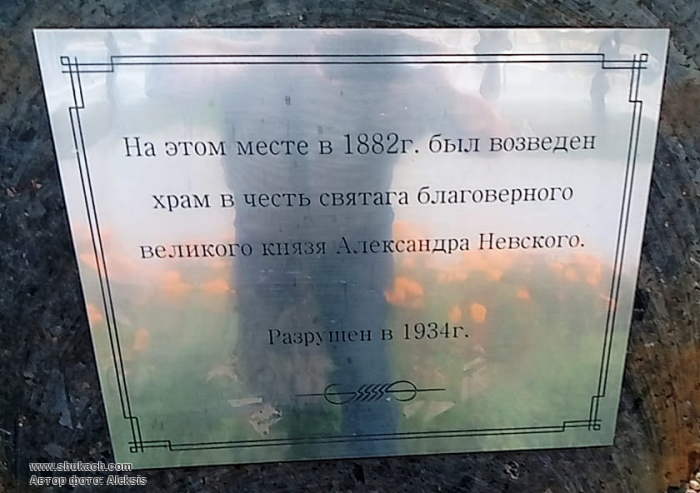 На этом месте в 1882г. был возведен
храм в честь святага благоверного
великого князя Александра Невского.
Разрушен в 1934г.
www.shukach.com
Автор фото: Aleksis